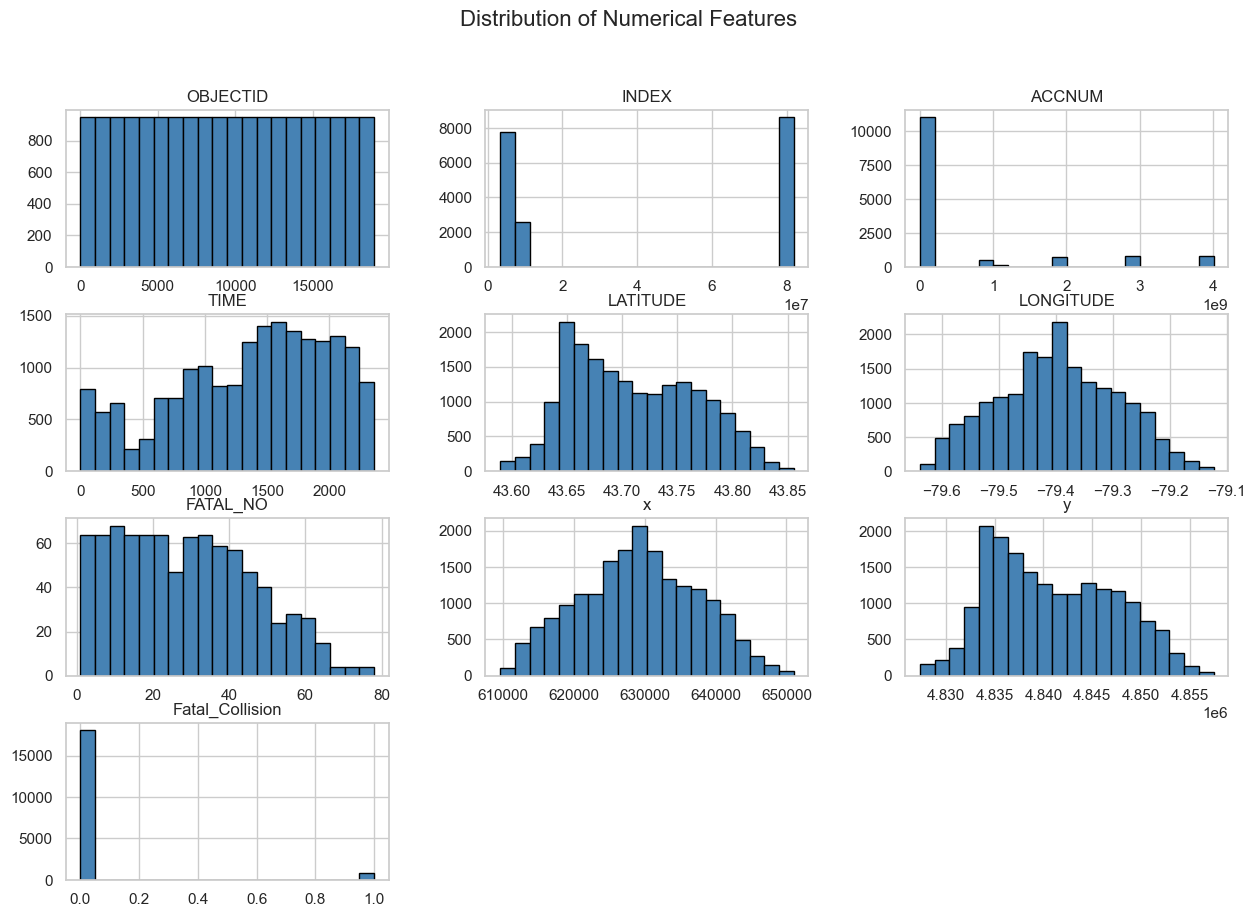 Distribution of Numerical Features
OBJECTID
INDEX
ACCNUM
800
600
400
200
0
0 5000 10000 15000
8000
6000
4000
2000
0
0 2 4 6 8
1e7
10000
7500
5000
2500
0
0 1 2 3 4
1e9
TIME
LATITUDE
LONGITUDE
1500
1000
500
0
0 500 1000 1500 2000
2000
1500
1000
500
0
43.60 43.65 43.70 43.75 43.80 43.85
2000
1500
1000
500
0
−79.6 −79.5 −79.4 −79.3 −79.2 −79.1
FATAL_NO
x
y
60
40
20
0
0 20 40 60 80
2000
1500
1000
500
0
610000 620000 630000 640000 650000
2000
1500
1000
500
0
4.830 4.835 4.840 4.845 4.850 4.855
1e6
Fatal_Collision
15000
10000
5000
0
0.0 0.2 0.4 0.6 0.8 1.0